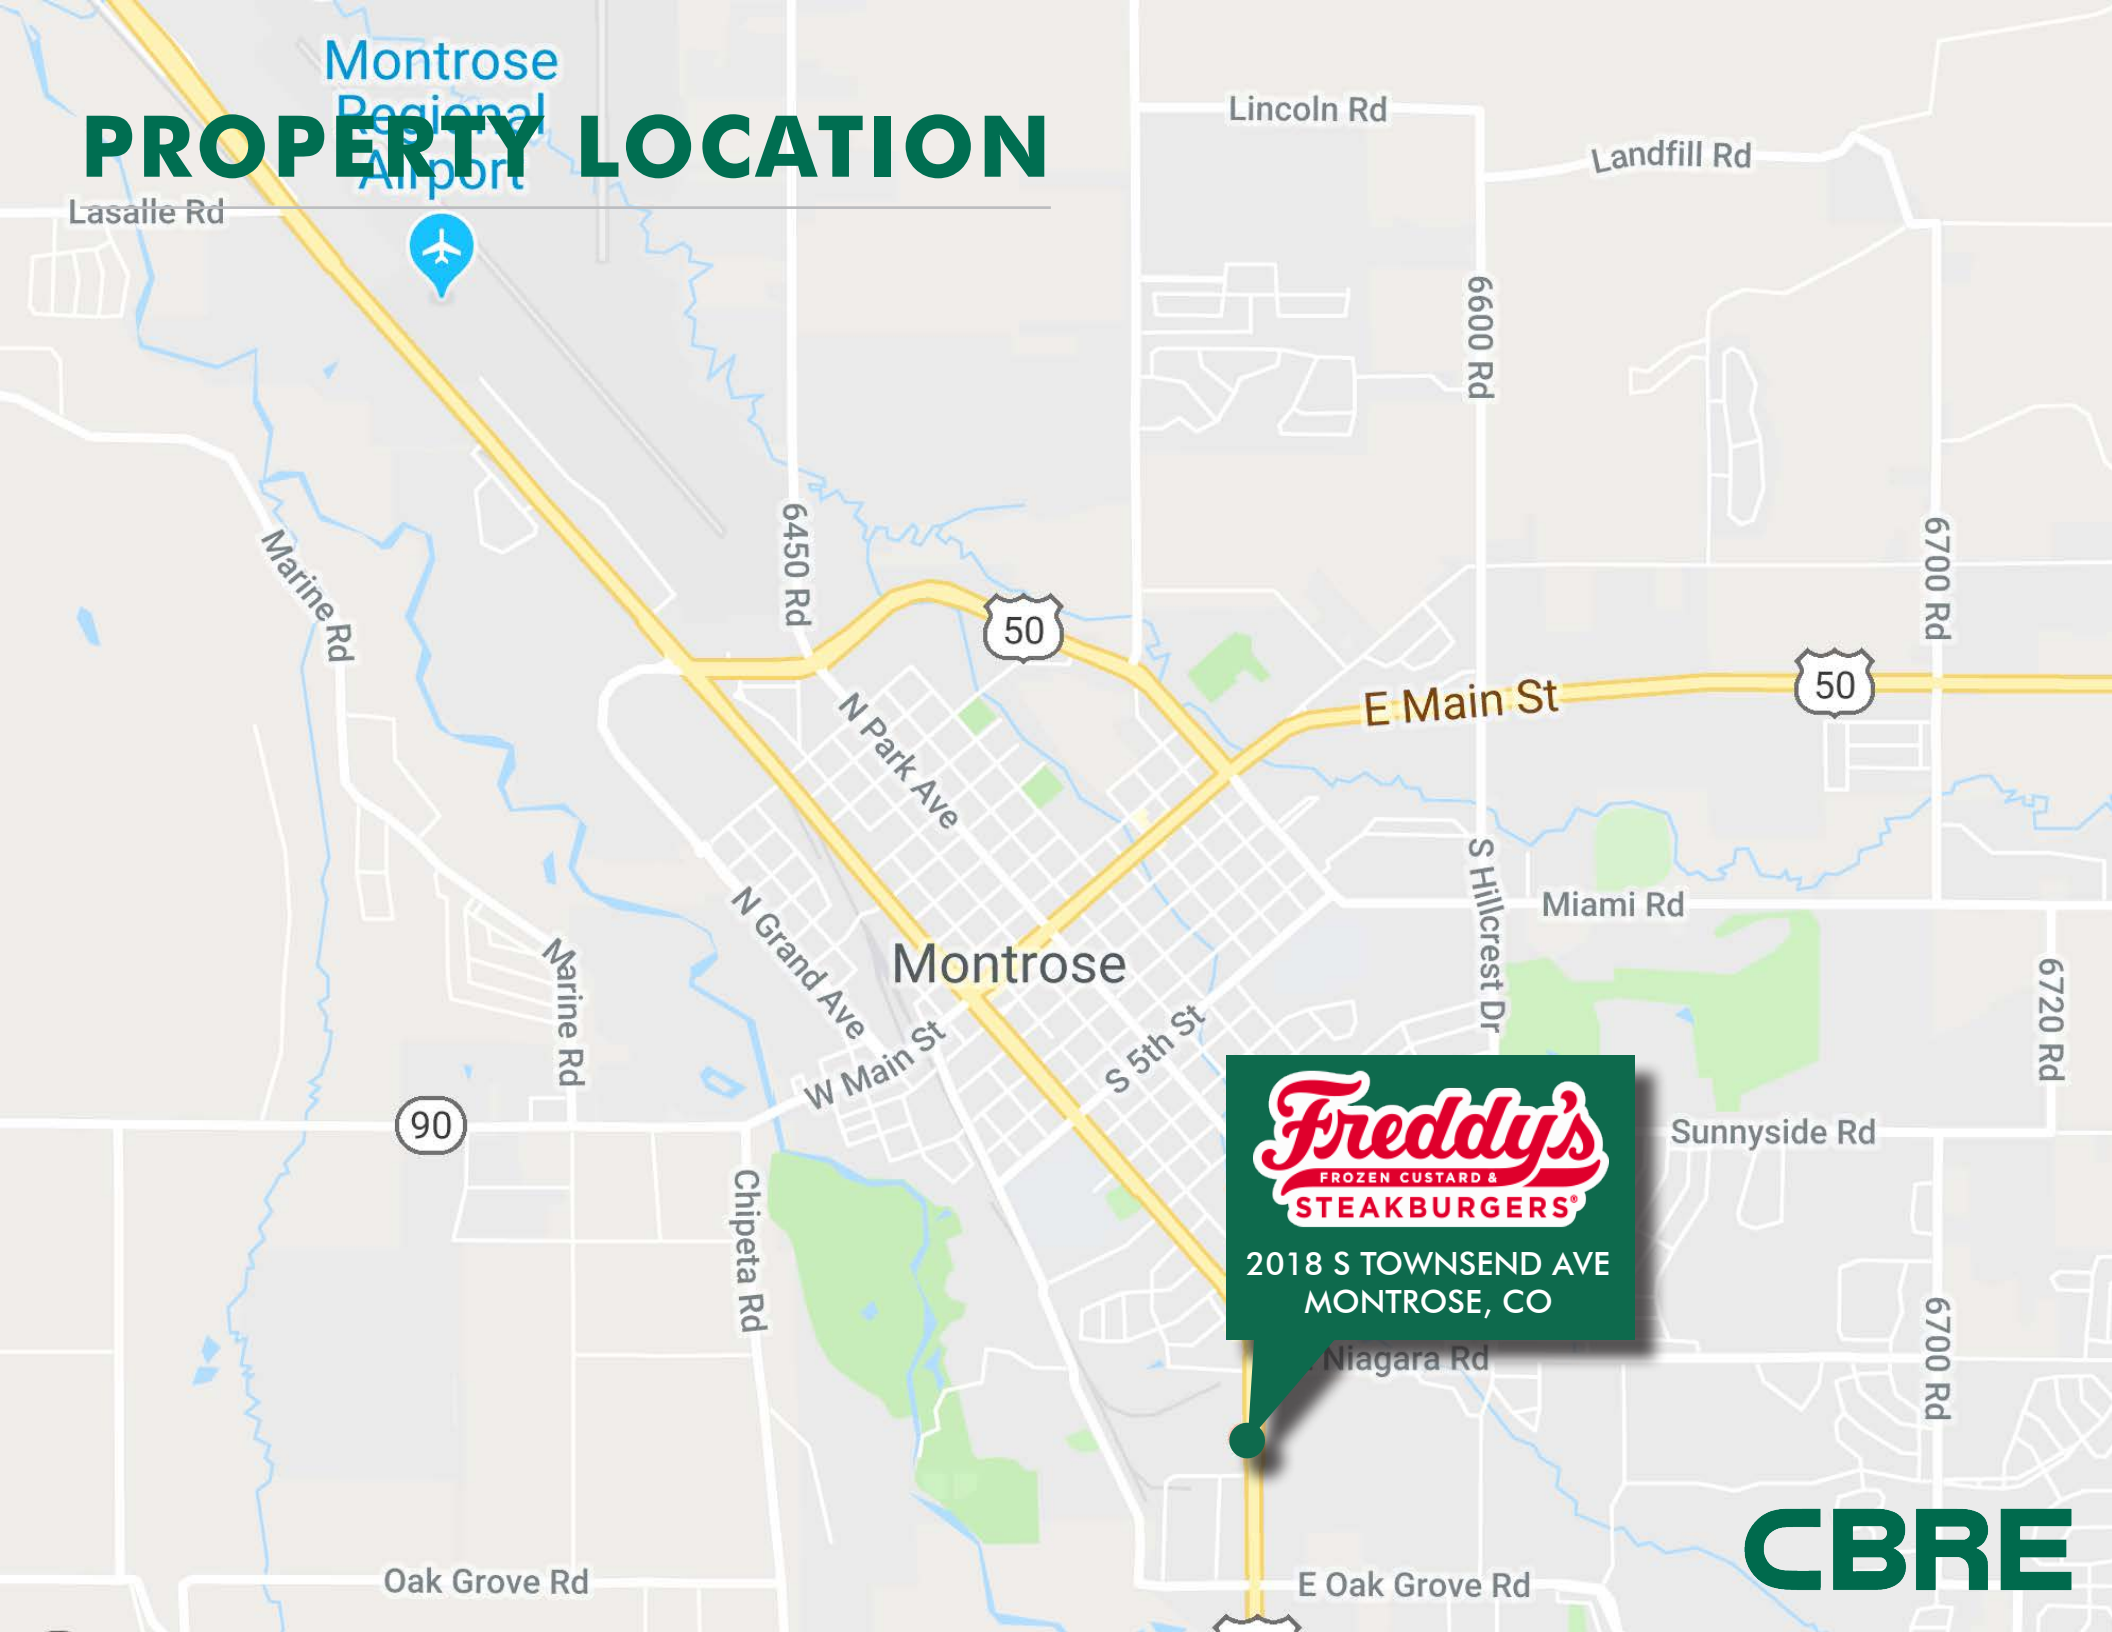 Montrose
Regional
Airport
PROPERTY LOCATION
Lasalle Rd
Lincoln Rd
Landfill Rd
6600 Rd
6450 Rd
6700 Rd
Marine Rd
50
50
E Main St
N Park Ave
S Hillcrest Dr
Miami Rd
N Grand Ave
Montrose
Marine Rd
6720 Rd
W Main St
S 5th St
90
Sunnyside Rd
Freddy's
FROZEN CUSTARD &
STEAKBURGERS®
2018 S TOWNSEND AVE
MONTROSE, CO
Chipeta Rd
Niagara Rd
6700 Rd
CBRE
Oak Grove Rd
E Oak Grove Rd